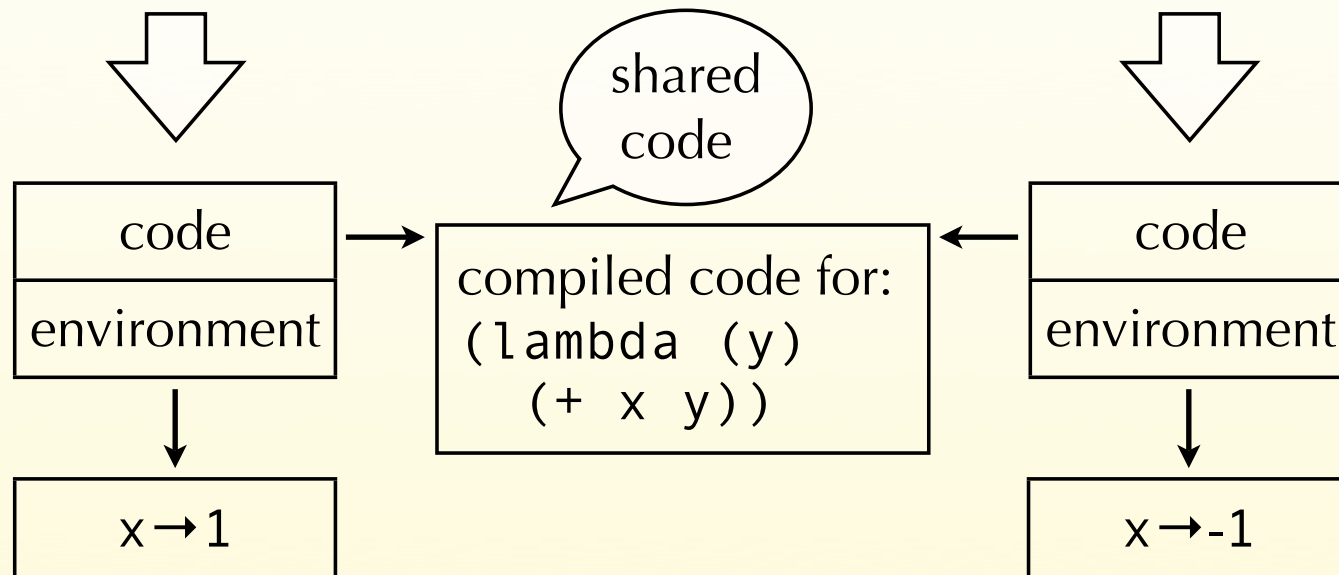 shared
code
code
environment
x→1
compiled code for:
(lambda (y)
  (+ x y))
code
environment
x→-1